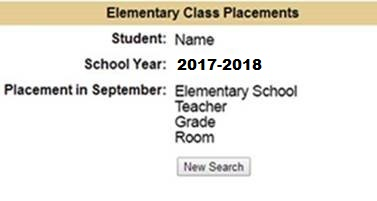 Elementary Class Placements
Student: Name
School Year: 2017-2018
Placement in September: Elementary School
Teacher
Grade
Room
New Search